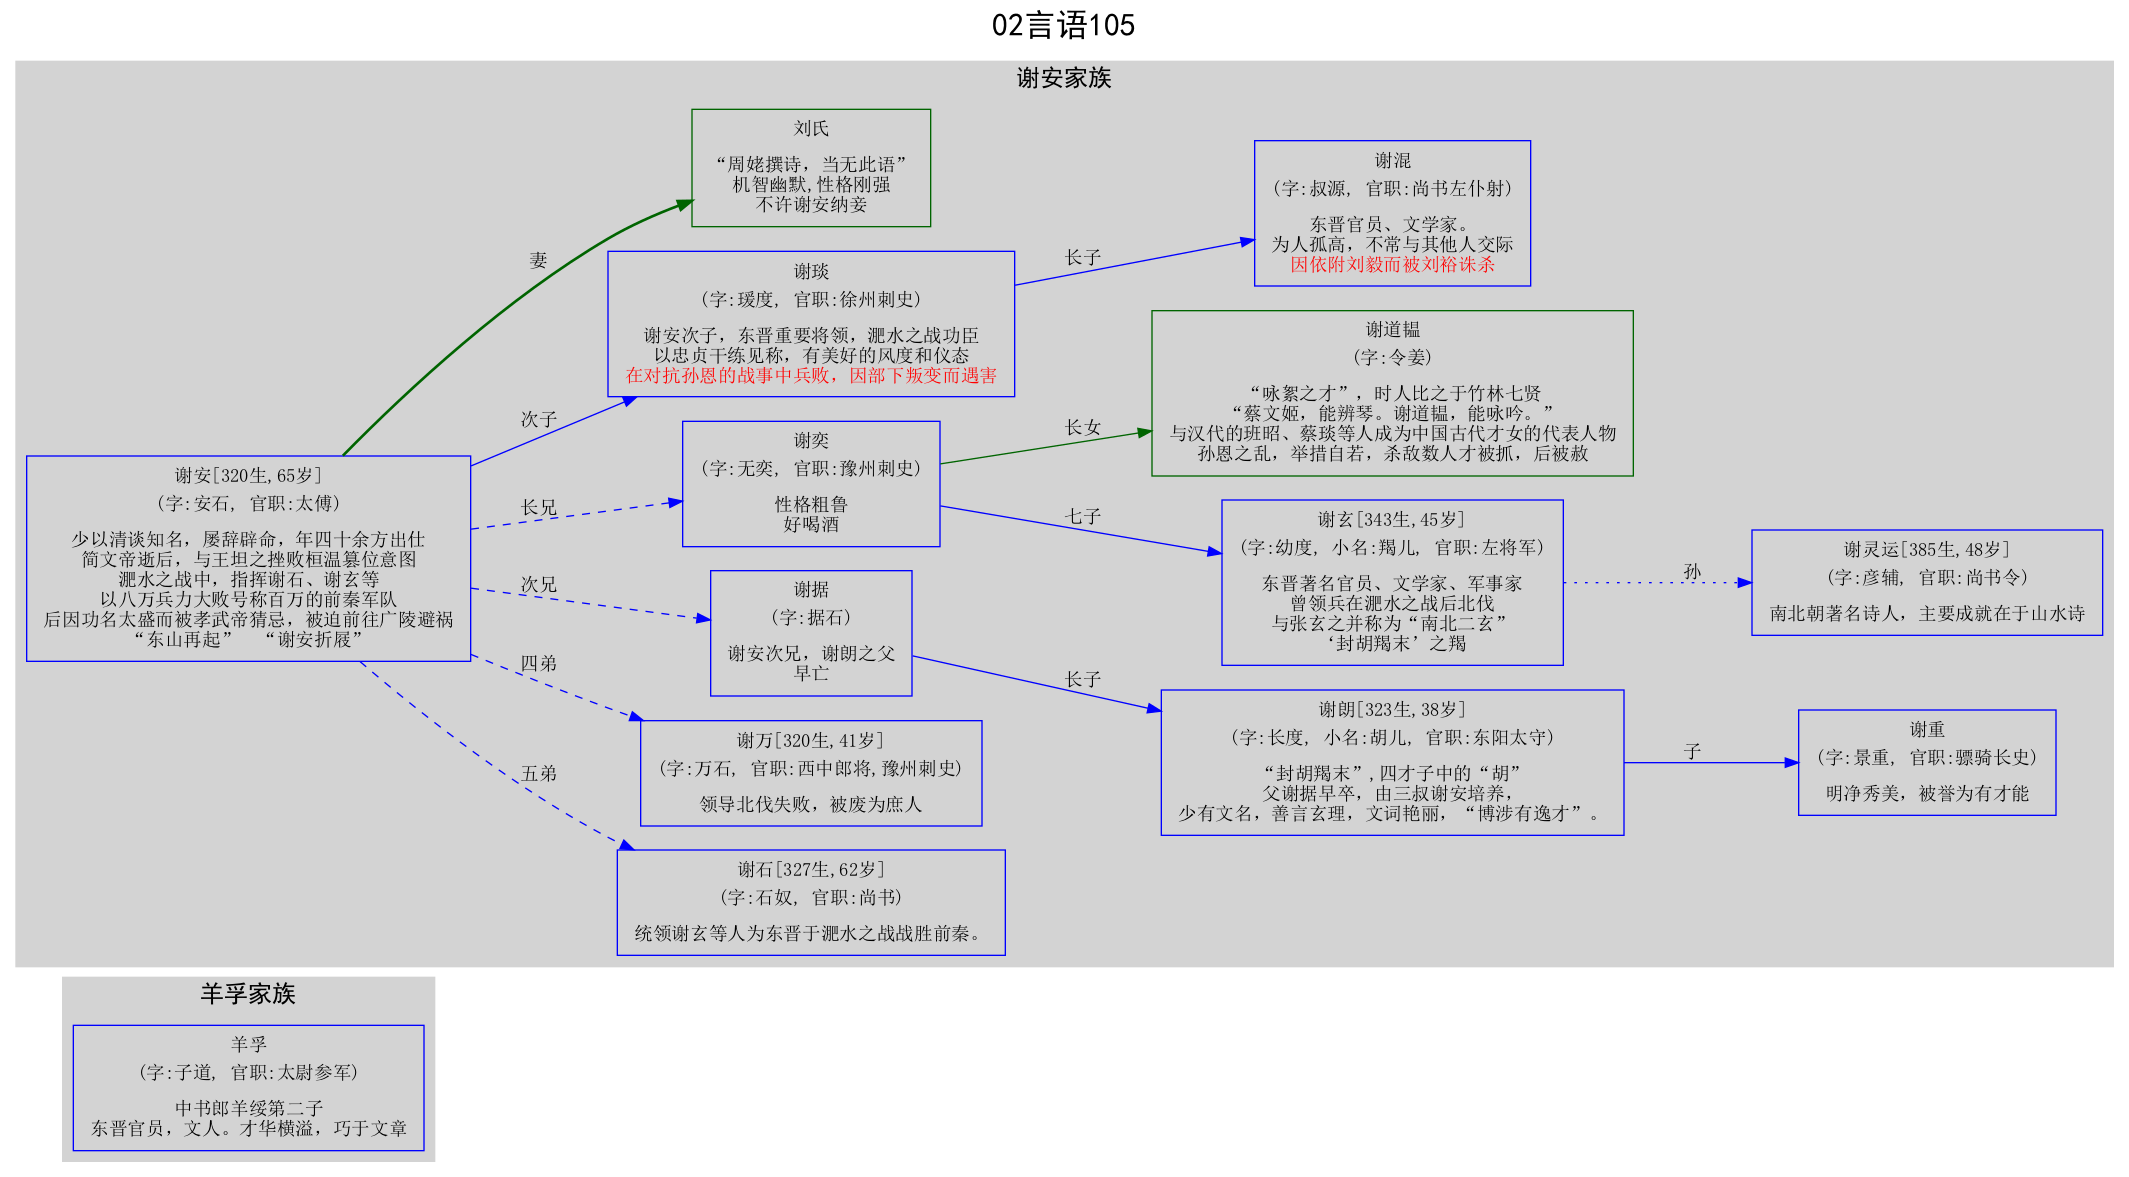 02言语105
谢安家族
刘氏
“周姥撰诗，当无此语”
机智幽默,性格刚强
不许谢安纳妾
谢混
(字:叔源, 官职:尚书左仆射)
东晋官员、文学家。
为人孤高，不常与其他人交际
因依附刘毅而被刘裕诛杀
妻
长子
谢琰
(字:瑗度, 官职:徐州刺史)
谢安次子，东晋重要将领，淝水之战功臣
以忠贞干练见称，有美好的风度和仪态
在对抗孙恩的战事中兵败，因部下叛变而遇害
谢道韫
(字:令姜)
“咏絮之才”，时人比之于竹林七贤
“蔡文姬，能辨琴。谢道韫，能咏吟。”
与汉代的班昭、蔡琰等人成为中国古代才女的代表人物
孙恩之乱，举措自若，杀敌数人才被抓，后被赦
次子
长女
谢奕
(字:无奕, 官职:豫州刺史)
性格粗鲁
好喝酒
谢安[320生,65岁]
(字:安石, 官职:太傅)
少以清谈知名，屡辞辟命，年四十余方出仕
简文帝逝后，与王坦之挫败桓温篡位意图
淝水之战中，指挥谢石、谢玄等
以八万兵力大败号称百万的前秦军队
后因功名太盛而被孝武帝猜忌，被迫前往广陵避祸
“东山再起”  “谢安折屐”
长兄
七子
谢玄[343生,45岁]
(字:幼度, 小名:羯儿, 官职:左将军)
东晋著名官员、文学家、军事家
曾领兵在淝水之战后北伐
与张玄之并称为“南北二玄”
‘封胡羯末’之羯
孙
谢灵运[385生,48岁]
(字:彦辅, 官职:尚书令)
南北朝著名诗人，主要成就在于山水诗
次兄
谢据
(字:据石)
谢安次兄，谢朗之父
早亡
四弟
长子
谢朗[323生,38岁]
(字:长度, 小名:胡儿, 官职:东阳太守)
“封胡羯末”,四才子中的“胡”
父谢据早卒，由三叔谢安培养，
少有文名，善言玄理，文词艳丽，“博涉有逸才”。
子
谢重
(字:景重, 官职:骠骑长史)
明净秀美，被誉为有才能
谢万[320生,41岁]
(字:万石, 官职:西中郎将,豫州刺史)
领导北伐失败，被废为庶人
五弟
谢石[327生,62岁]
(字:石奴, 官职:尚书)
统领谢玄等人为东晋于淝水之战战胜前秦。
羊孚家族
羊孚
(字:子道, 官职:太尉参军)
中书郎羊绥第二子
东晋官员，文人。才华横溢，巧于文章